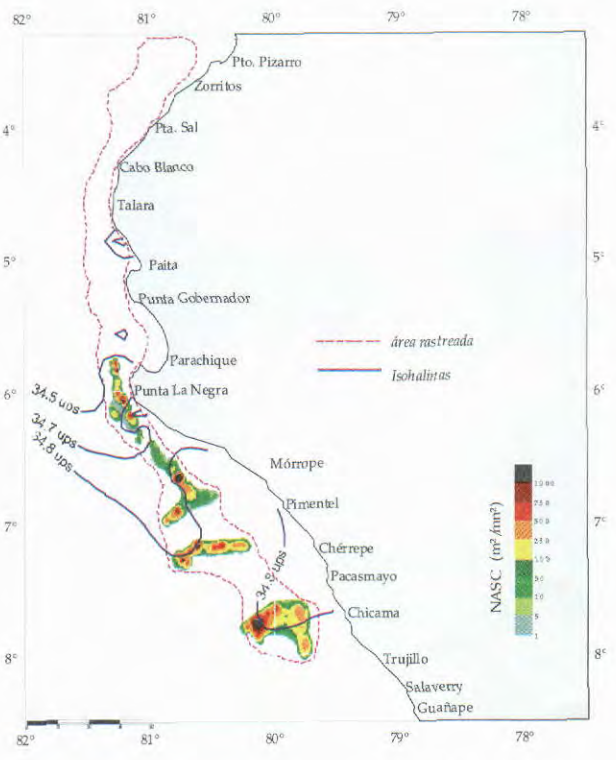 82° 81° 80° 79° 78°
Pto. Pizarro
Zorritos
4° Pta. Sal 4°
Cabo Blanco
Talara
5° Paita 5°
Punta Gobernador
área rastreada
Parachique
Isohalinas
6° Punta La Negra 6°
34.5 ups
34.7 ups
34.8 ups
Mórrope
Pimentel
NASC (m²/mn²)
7° 7°
Chérrepe
Pacasmayo
34.8 ups
Chicama
8° Trujillo 8°
Salaverry
Guañape
82° 81° 80° 79° 78°